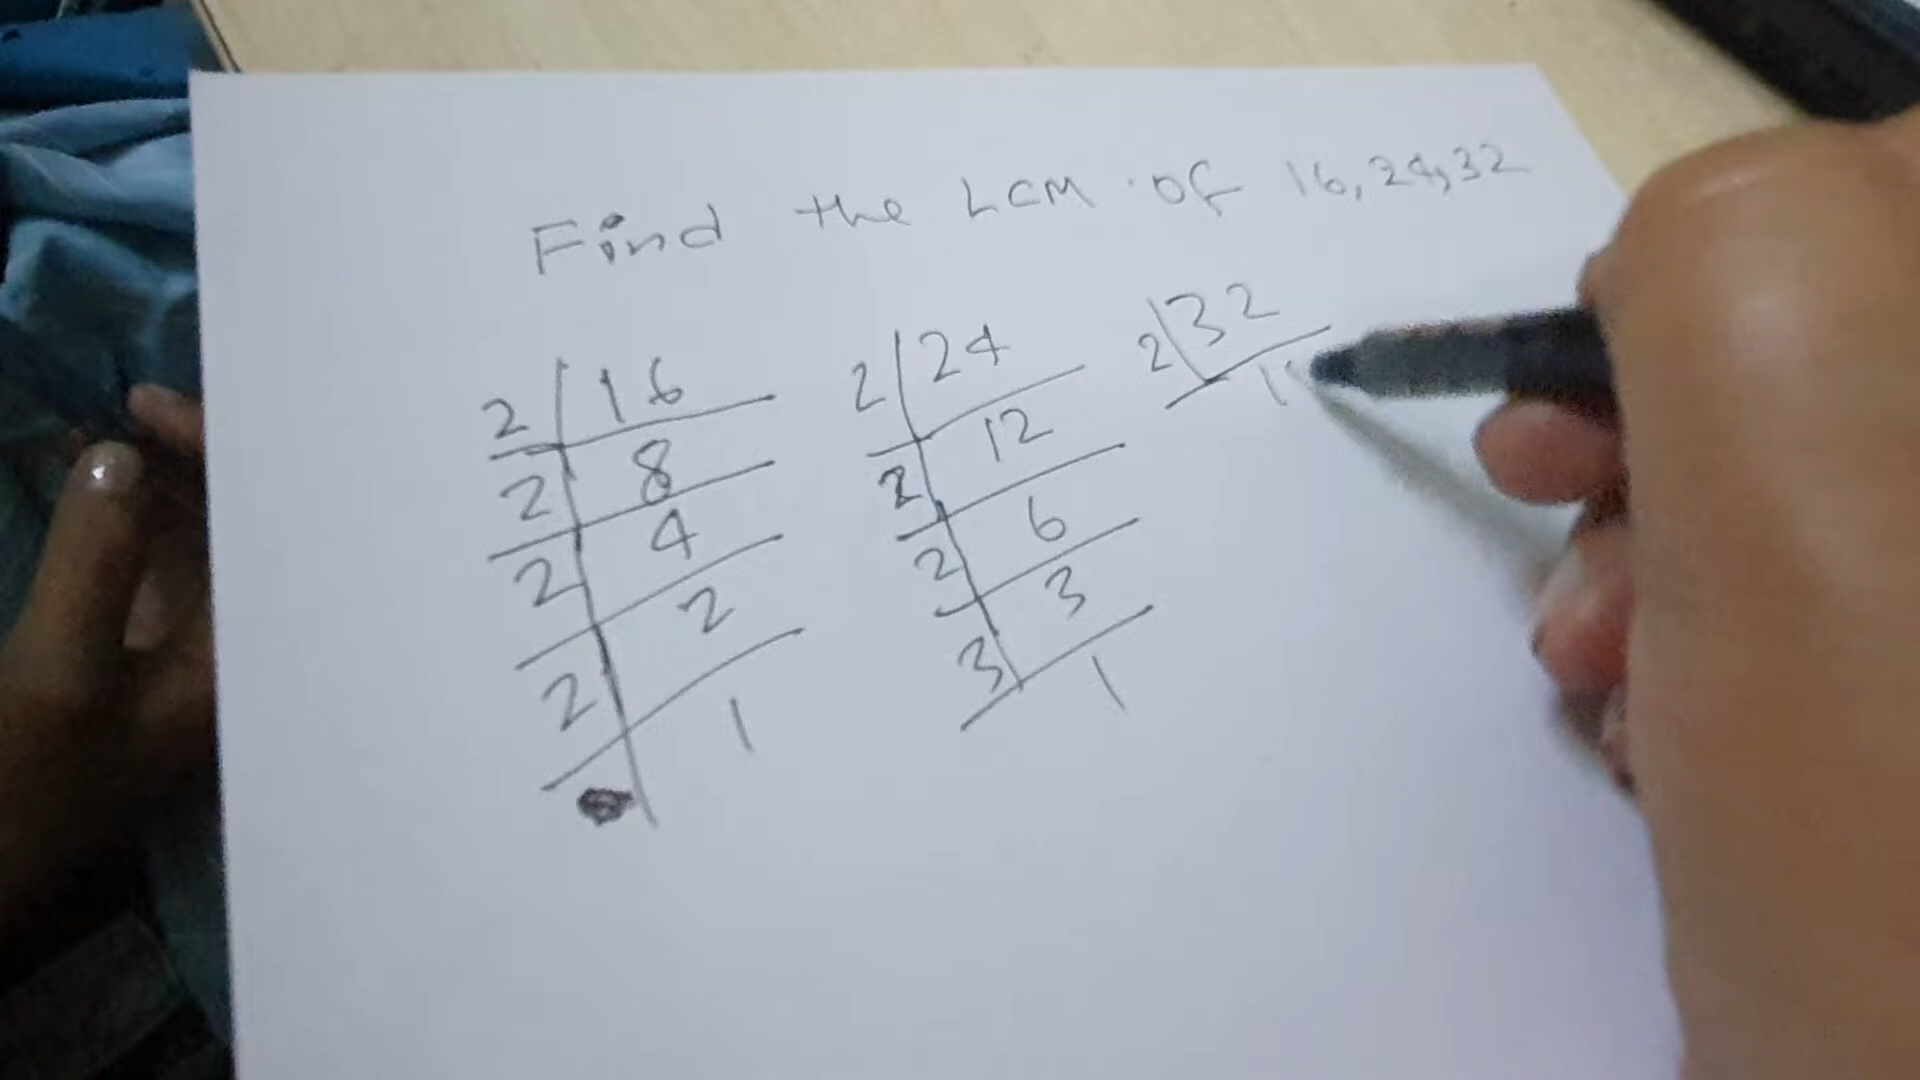 Find the LCM of 16, 24, 32
2 | 16
2 | 8
2 | 4
2 | 2
1
2 | 24
2 | 12
2 | 6
3 | 3
1
2 | 32